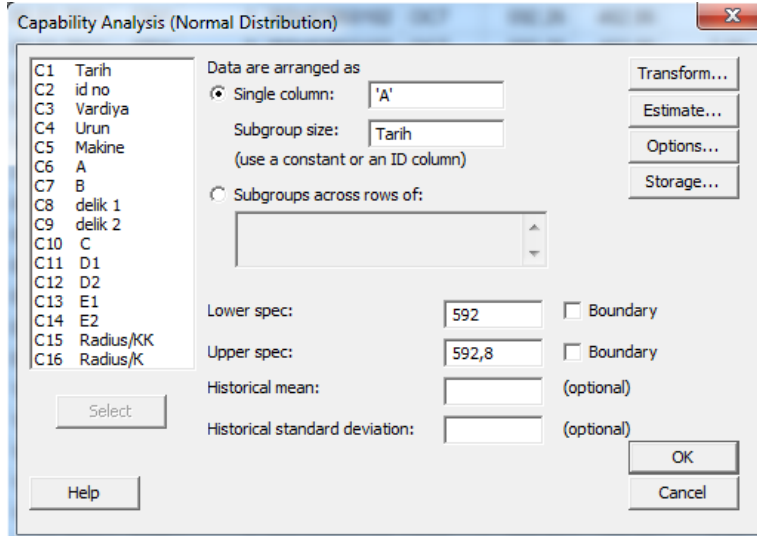 Capability Analysis (Normal Distribution)
C1 Tarih
C2 id no
C3 Vardiya
C4 Urun
C5 Makine
C6 A
C7 B
C8 delik 1
C9 delik 2
C10 C
C11 D1
C12 D2
C13 E1
C14 E2
C15 Radius/KK
C16 Radius/K
Select
Help
Data are arranged as
Single column: 'A'
Subgroup size: Tarih
(use a constant or an ID column)
Subgroups across rows of:
Lower spec: 592 Boundary
Upper spec: 592,8 Boundary
Historical mean: (optional)
Historical standard deviation: (optional)
Transform...
Estimate...
Options...
Storage...
OK
Cancel